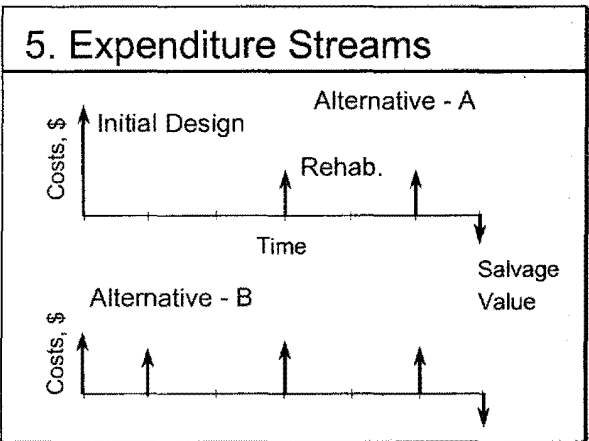 5. Expenditure Streams
Alternative - A
Costs, $
Initial Design
Rehab.
Time
Salvage
Value
Alternative - B
Costs, $